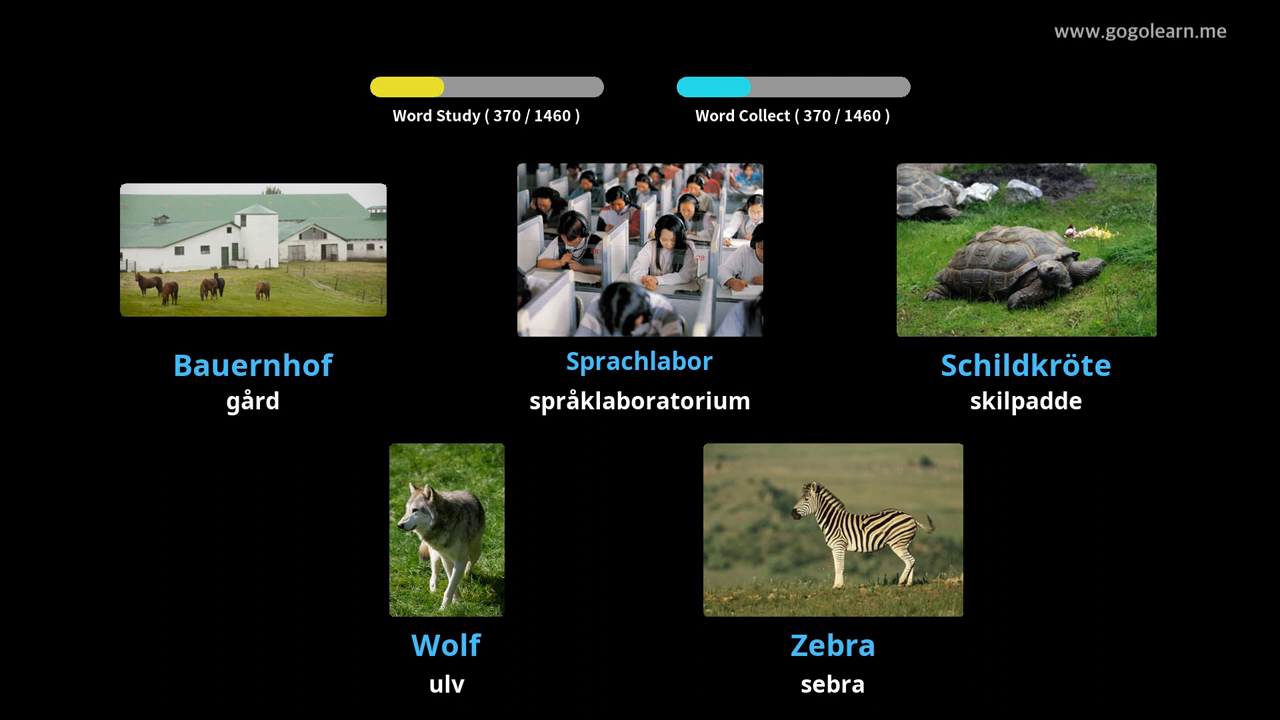 www.gogolearn.me
Word Study ( 370 / 1460 )
Word Collect ( 370 / 1460 )
Bauernhof
gård
Sprachlabor
språklaboratorium
Schildkröte
skilpadde
Wolf
ulv
Zebra
sebra